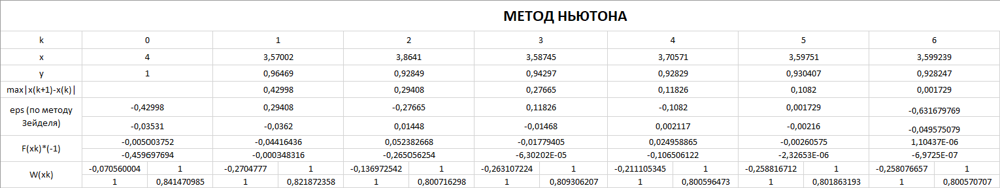 МЕТОД НЬЮТОНА
k 0 1 2 3 4 5 6
x 4 3,57002 3,8641 3,58745 3,70571 3,59751 3,599239
y 1 0,96469 0,92849 0,94297 0,92829 0,930407 0,928247
max|x(k+1)-x(k)| 0,42998 0,29408 0,27665 0,11826 0,1082 0,001729
eps (по методу Зейделя) -0,42998 0,29408 -0,27665 0,11826 -0,1082 0,001729 -0,631679769
-0,03531 -0,0362 0,01448 -0,01468 0,002117 -0,00216 -0,049575079
F(xk)*(-1) -0,005003752 -0,04416436 0,052382668 -0,01779405 0,024958865 -0,00260575 1,10437E-06
-0,459697694 -0,000348316 -0,265056254 -6,30202E-05 -0,106506122 -2,32653E-06 -6,9725E-07
W(xk) -0,070560004 1 -0,2704777 1 -0,136972542 1 -0,263107224 1 -0,211105345 1 -0,258816712 1 -0,258076657 1
1 0,841470985 1 0,821872358 1 0,800716298 1 0,809306207 1 0,800596473 1 0,801863193 1 0,800570707